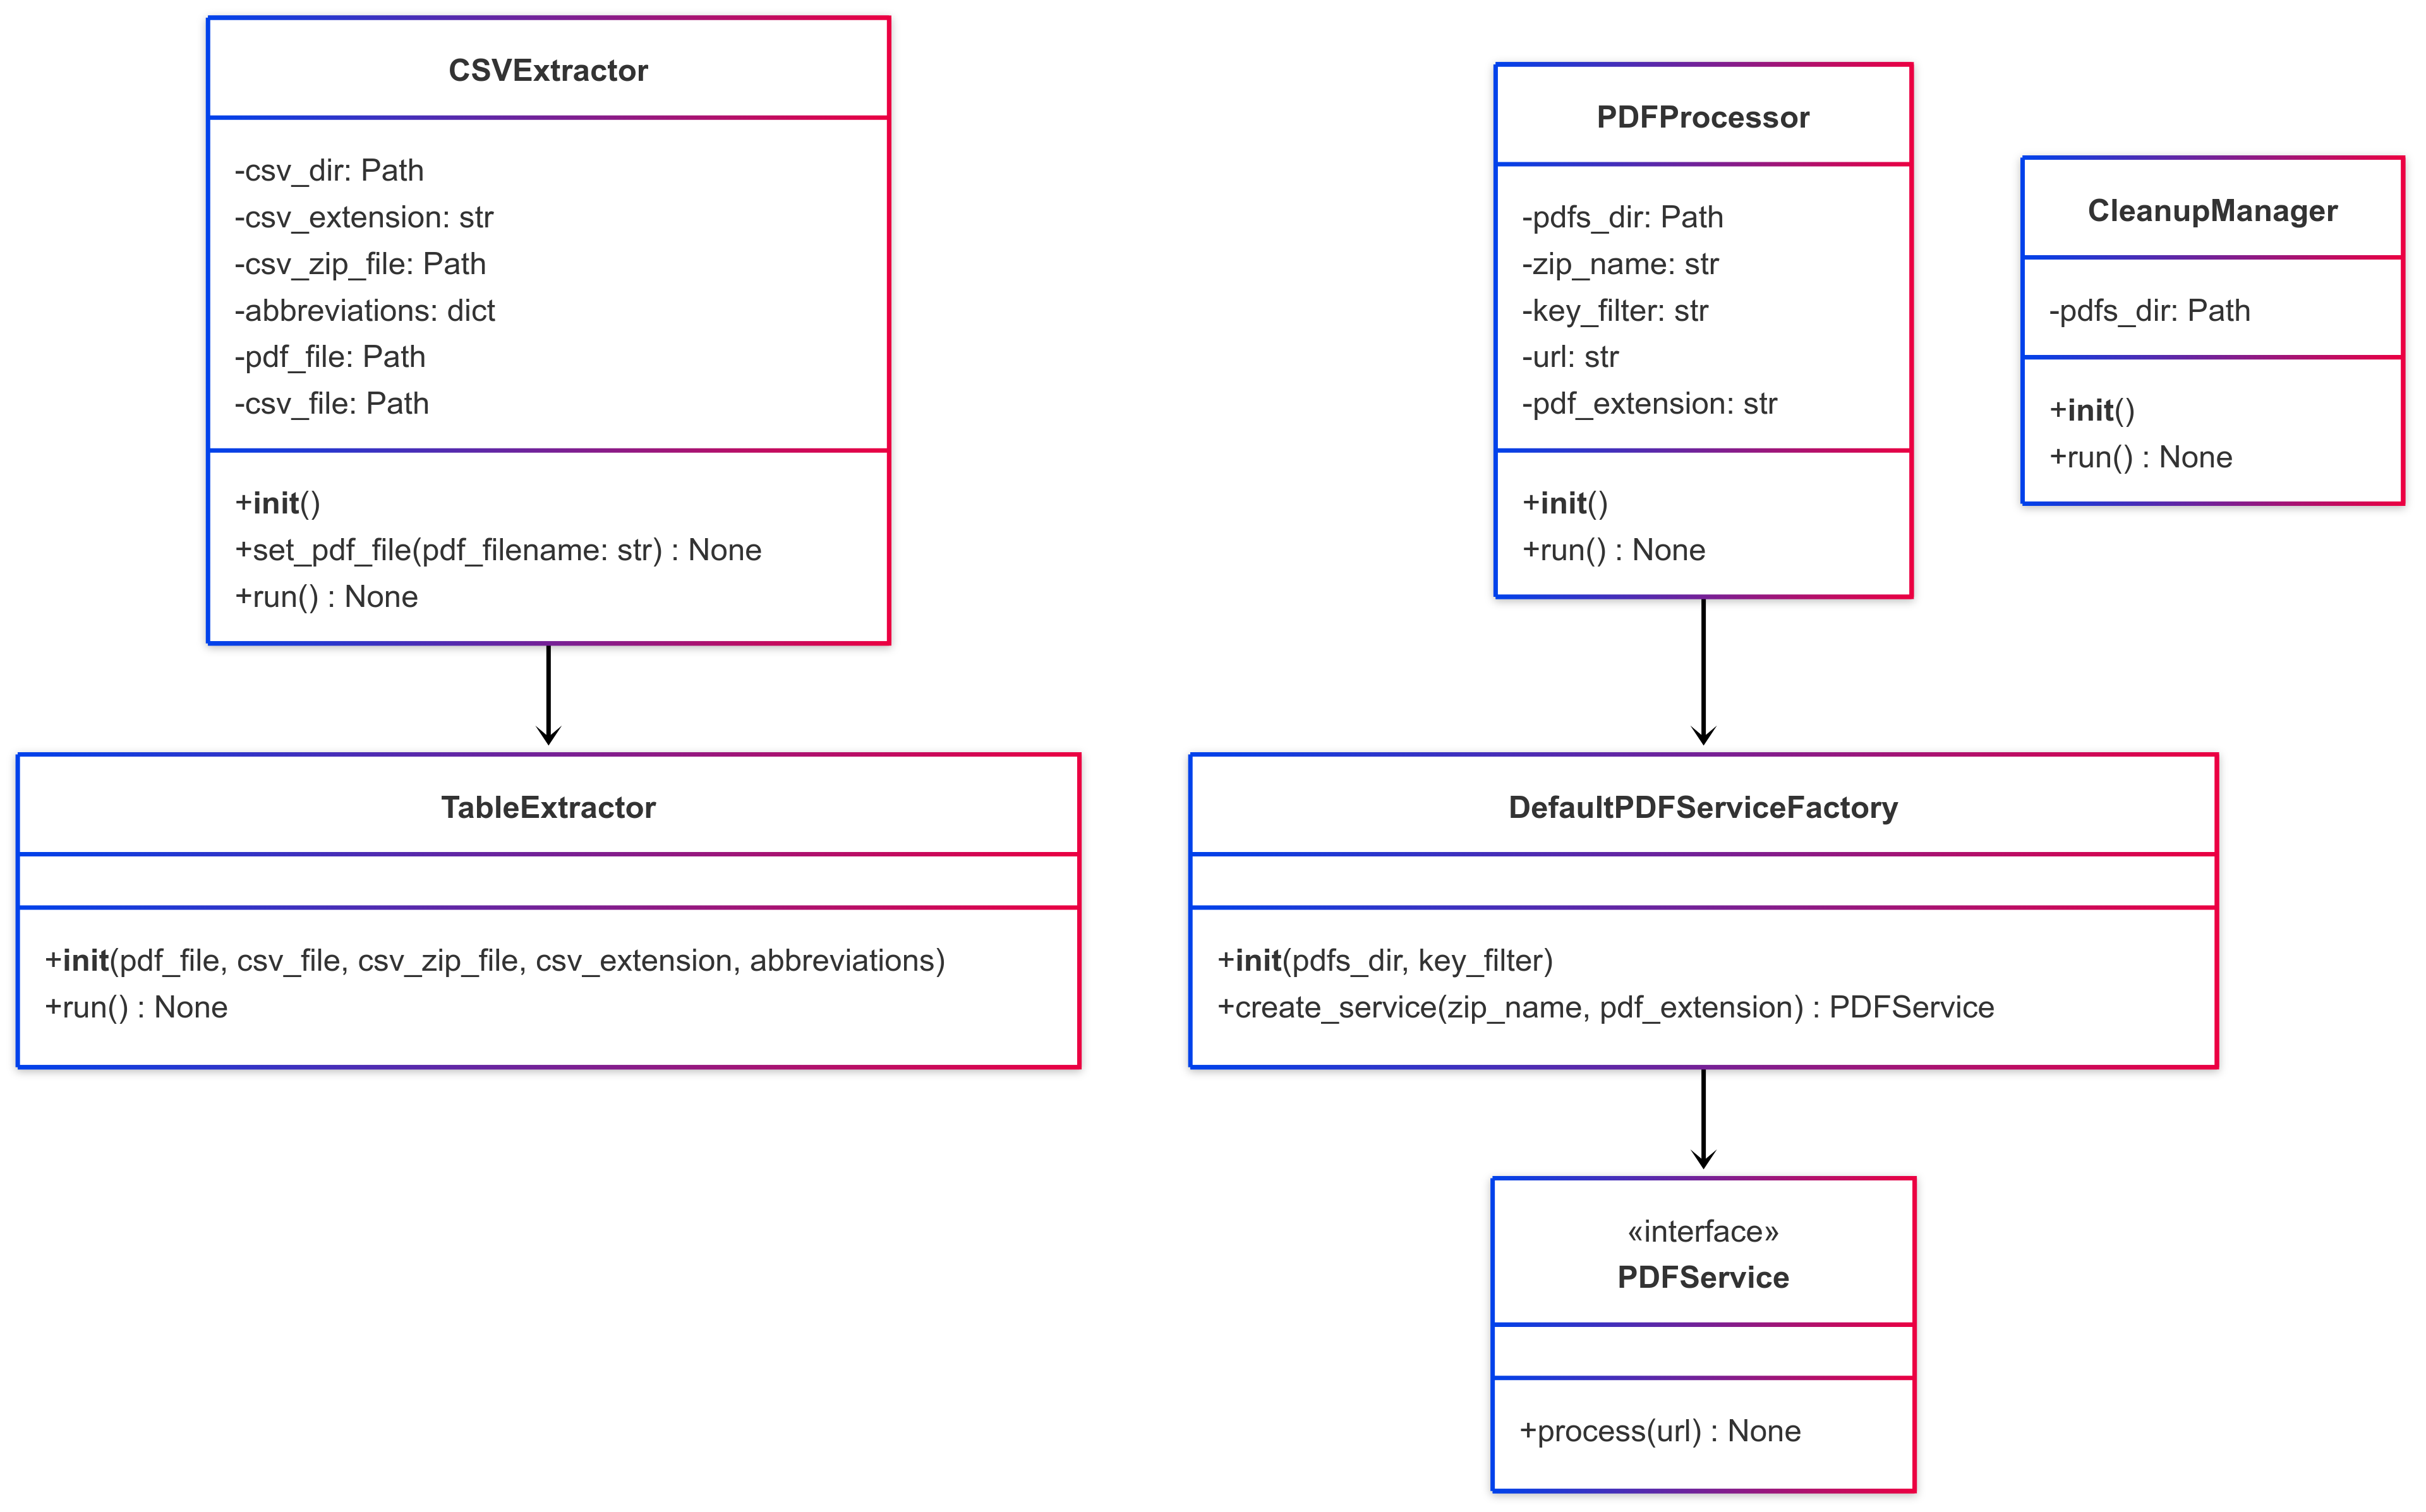 CSVExtractor
-csv_dir: Path
-csv_extension: str
-csv_zip_file: Path
-abbreviations: dict
-pdf_file: Path
-csv_file: Path
+init()
+set_pdf_file(pdf_filename: str) : None
+run() : None
PDFProcessor
-pdfs_dir: Path
-zip_name: str
-key_filter: str
-url: str
-pdf_extension: str
+init()
+run() : None
CleanupManager
-pdfs_dir: Path
+init()
+run() : None
TableExtractor
+init(pdf_file, csv_file, csv_zip_file, csv_extension, abbreviations)
+run() : None
DefaultPDFServiceFactory
+init(pdfs_dir, key_filter)
+create_service(zip_name, pdf_extension) : PDFService
«interface»
PDFService
+process(url) : None